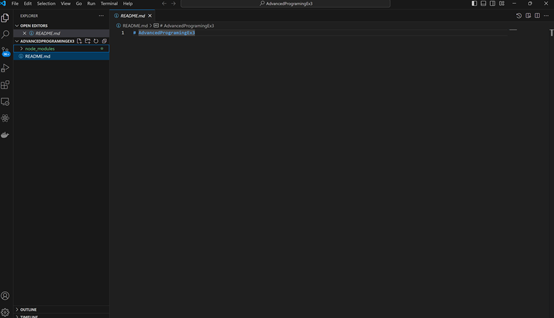 File Edit Selection View Go Run Terminal Help
AdvancedProgramingEx3
EXPLORER
README.md
OPEN EDITORS
README.md > # AdvancedProgramingEx3
README.md
1 # AdvancedProgramingEx3
ADVANCEDPROGRAMINGEX3
node_modules
README.md
OUTLINE
TIMELINE